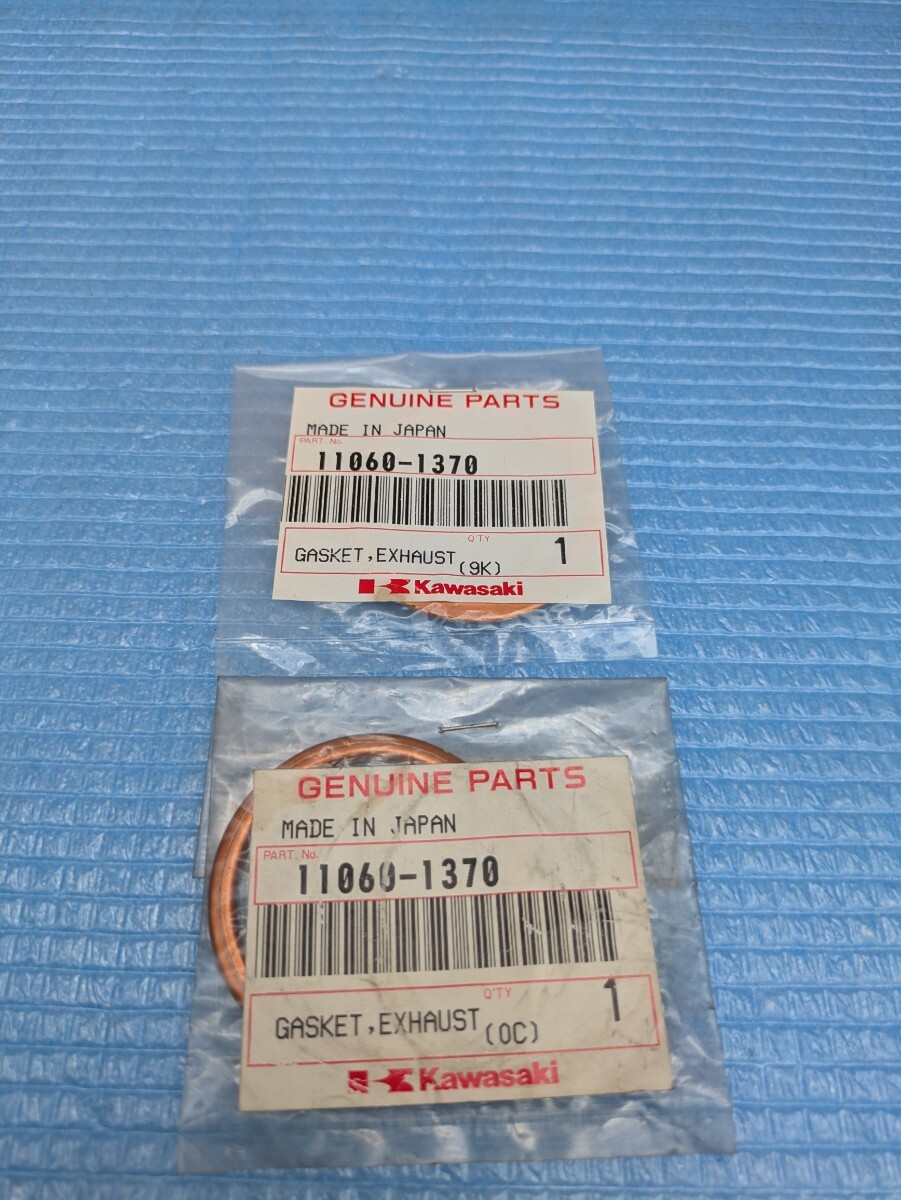 GENUINE PARTS
MADE IN JAPAN
PART. No.
11060-1370
Q'TY
GASKET,EXHAUST (9K) 1
Kawasaki
GENUINE PARTS
MADE IN JAPAN
PART. No.
11060-1370
Q'TY
GASKET,EXHAUST (0C) 1
Kawasaki